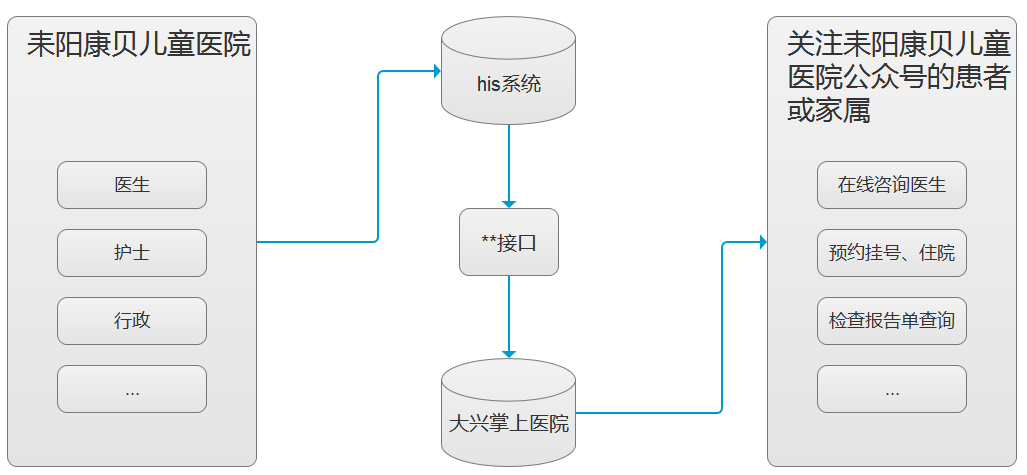 耒阳康贝儿童医院
医生
护士
行政
...
his系统
**接口
大兴掌上医院
关注耒阳康贝儿童
医院公众号的患者
或家属
在线咨询医生
预约挂号、住院
检查报告单查询
...